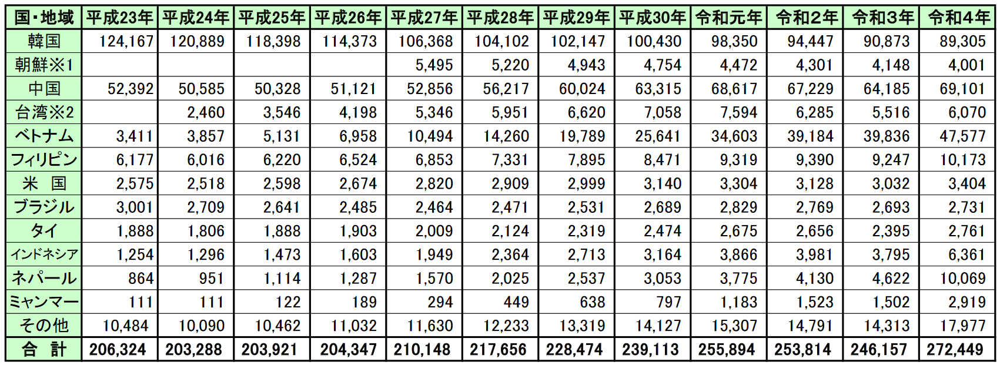 国・地域 平成23年 平成24年 平成25年 平成26年 平成27年 平成28年 平成29年 平成30年 令和元年 令和2年 令和3年 令和4年
韓国 124,167 120,889 118,398 114,373 106,368 104,102 102,147 100,430 98,350 94,447 90,873 89,305
朝鮮※1 5,495 5,220 4,943 4,754 4,472 4,301 4,148 4,001
中国 52,392 50,585 50,328 51,121 52,856 56,217 60,024 63,315 68,617 67,229 64,185 69,101
台湾※2 2,460 3,546 4,198 5,346 5,951 6,620 7,058 7,594 6,285 5,516 6,070
ベトナム 3,411 3,857 5,131 6,958 10,494 14,260 19,789 25,641 34,603 39,184 39,836 47,577
フィリピン 6,177 6,016 6,220 6,524 6,853 7,331 7,895 8,471 9,319 9,390 9,247 10,173
米 国 2,575 2,518 2,598 2,674 2,820 2,909 2,999 3,140 3,304 3,128 3,032 3,404
ブラジル 3,001 2,709 2,641 2,485 2,464 2,471 2,531 2,689 2,829 2,769 2,693 2,731
タイ 1,888 1,806 1,888 1,903 2,009 2,124 2,319 2,474 2,675 2,656 2,395 2,761
インドネシア 1,254 1,296 1,473 1,603 1,949 2,364 2,713 3,164 3,866 3,981 3,795 6,361
ネパール 864 951 1,114 1,287 1,570 2,025 2,537 3,053 3,775 4,130 4,622 10,069
ミャンマー 111 111 122 189 294 449 638 797 1,183 1,523 1,502 2,919
その他 10,484 10,090 10,462 11,032 11,630 12,233 13,319 14,127 15,307 14,791 14,313 17,977
合 計 206,324 203,288 203,921 204,347 210,148 217,656 228,474 239,113 255,894 253,814 246,157 272,449